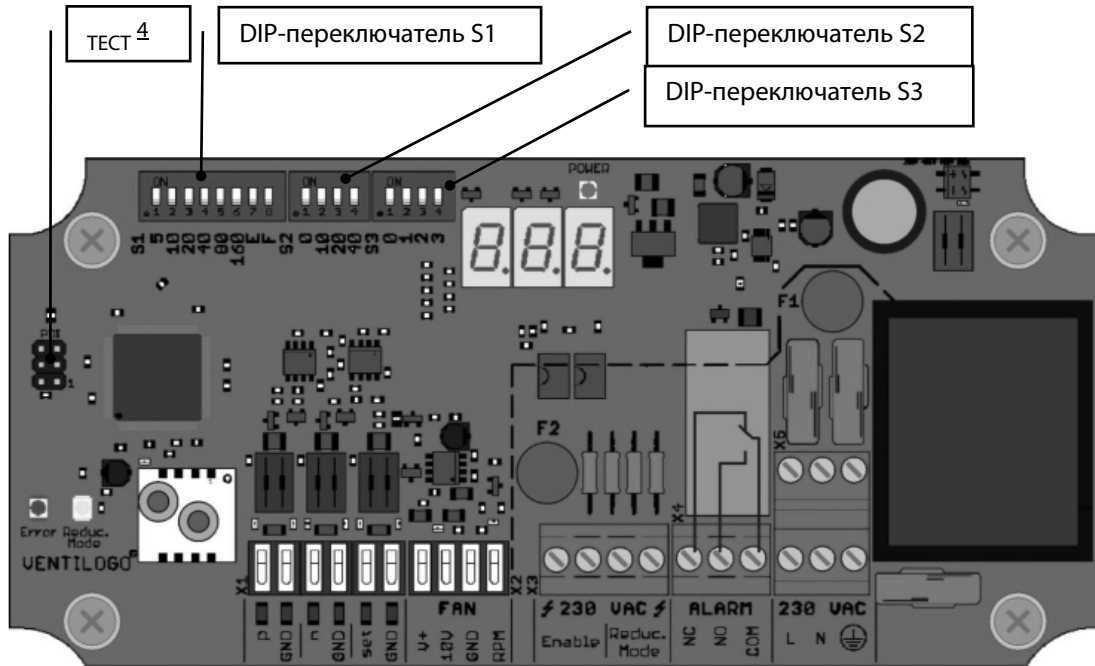 ТЕСТ 4
DIP-переключатель S1
DIP-переключатель S2
DIP-переключатель S3
POWER
ON
1 2 3 4 5 6 7 8
ON
1 2 3 4
ON
1 2 3 4
S1 5 10 20 40 80 160 E F
S2 0 10 20 40
S3 0 1 2 3
8.8.8.
F1
1
F2
X5
X4
Error Reduc. Mode
VENTILOGO
X1
X2
X3
FAN
230 VAC
ALARM
230 VAC
p GND n GND set GND
V+ 10V GND RPM
Enable
Reduc. Mode
NC NO COM
L N